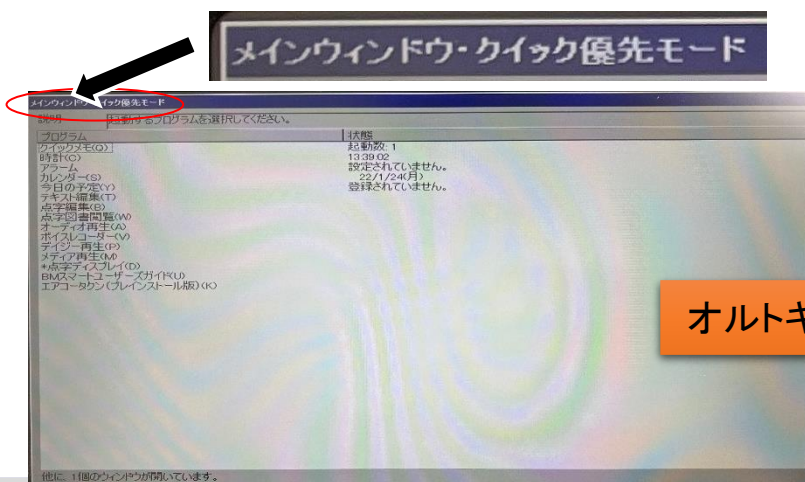 メインウィンドウ・クイック優先モード
メインウィンドウ・クイック優先モード
説明 起動するプログラムを選択してください。
プログラム 状態
クイックメモ(Q) 起動数: 1
時計(C) 13:39:02
アラーム 設定されていません。
カレンダー(S) 22/1/24(月)
今日の予定(Y) 登録されていません。
テキスト編集(T)
点字編集(B)
点字図書閲覧(W)
オーディオ再生(A)
ボイスレコーダー(V)
デイジー再生(P)
メディア再生(M)
*点字ディスプレイ(D)
BMスマートユーザーズガイド(U)
エアコータクン(プレインストール版)(K)
オルトキ
他に、1個のウィンドウが開いています。